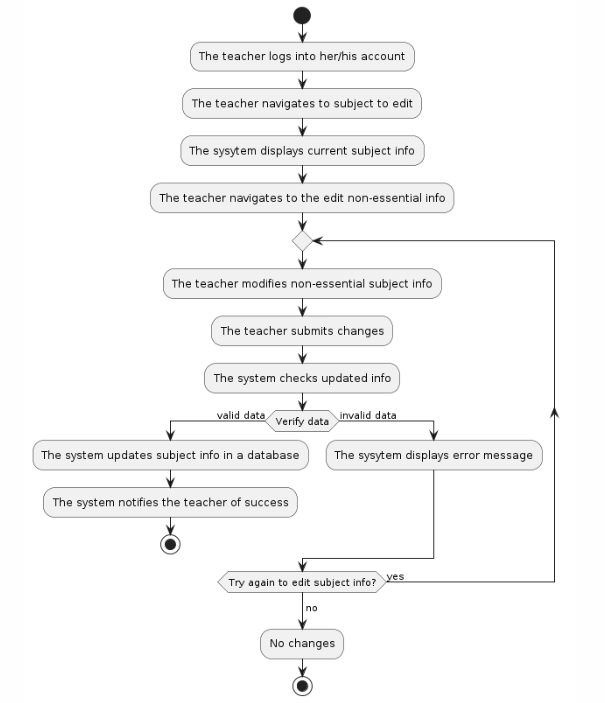 The teacher logs into her/his account
The teacher navigates to subject to edit
The sysytem displays current subject info
The teacher navigates to the edit non-essential info
The teacher modifies non-essential subject info
The teacher submits changes
The system checks updated info
valid data
Verify data
invalid data
The system updates subject info in a database
The sysytem displays error message
The system notifies the teacher of success
Try again to edit subject info?
yes
no
No changes